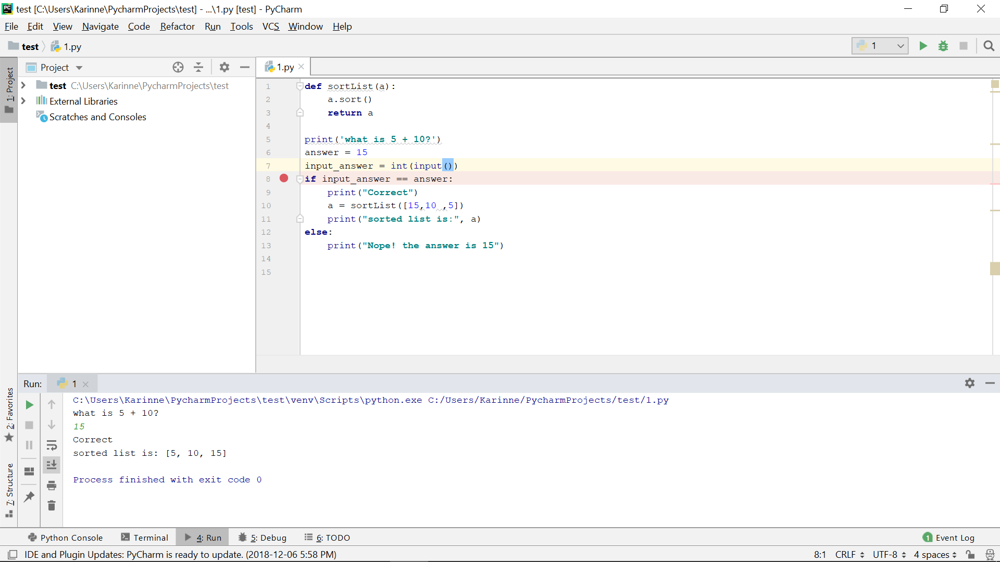 test [C:\Users\Karinne\PycharmProjects\test] - ...\1.py [test] - PyCharm
File Edit View Navigate Code Refactor Run Tools VCS Window Help
test 1.py
1
Project
1.py
1: Project
test C:\Users\Karinne\PycharmProjects\test
External Libraries
Scratches and Consoles
1 def sortList(a):
2 a.sort()
3 return a
4
5 print('what is 5 + 10?')
6 answer = 15
7 input_answer = int(input())
8 if input_answer == answer:
9 print("Correct")
10 a = sortList([15,10 ,5])
11 print("sorted list is:", a)
12 else:
13 print("Nope! the answer is 15")
14
15
Run: 1
2: Favorites
7: Structure
C:\Users\Karinne\PycharmProjects\test\venv\Scripts\python.exe C:/Users/Karinne/PycharmProjects/test/1.py
what is 5 + 10?
15
Correct
sorted list is: [5, 10, 15]
Process finished with exit code 0
Python Console Terminal 4: Run 5: Debug 6: TODO 1 Event Log
IDE and Plugin Updates: PyCharm is ready to update. (2018-12-06 5:58 PM) 8:1 CRLF UTF-8 4 spaces